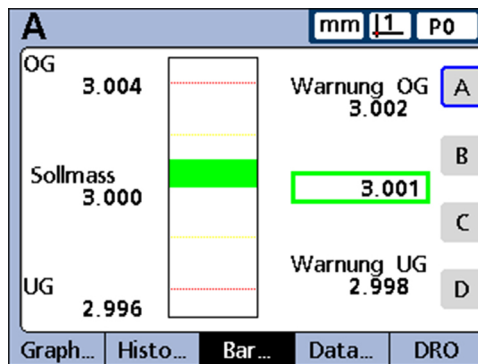 A mm 1 P0
OG
3.004
Warnung OG
3.002
A
B
Sollmass
3.000
3.001
C
UG
2.996
Warnung UG
2.998
D
Graph... Histo... Bar... Data... DRO